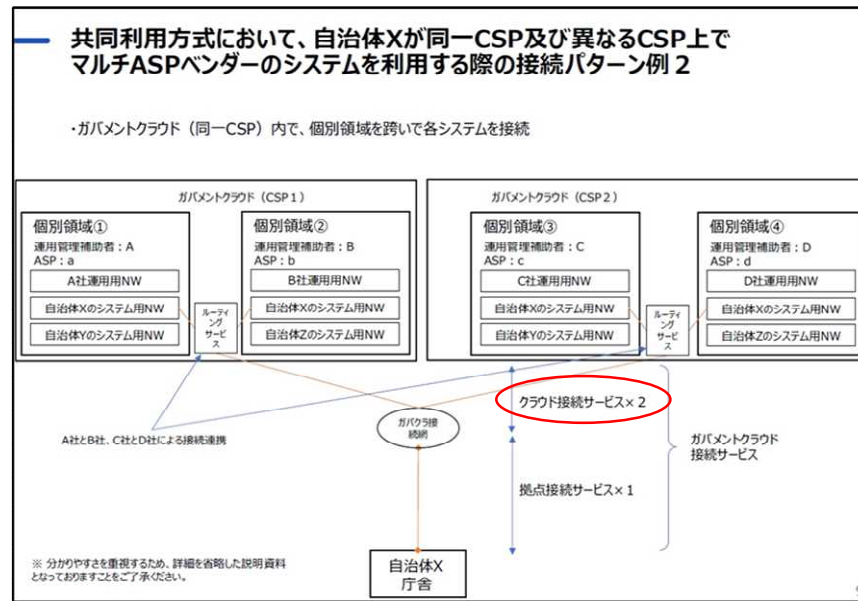 共同利用方式において、自治体Xが同一CSP及び異なるCSP上で
マルチASPベンダーのシステムを利用する際の接続パターン例2
・ガバメントクラウド（同一CSP）内で、個別領域を跨いで各システムを接続
ガバメントクラウド（CSP1）
個別領域①
運用管理補助者：A
ASP：a
A社運用用NW
自治体Xのシステム用NW
自治体Yのシステム用NW
ルーティ
ング
サービ
ス
個別領域②
運用管理補助者：B
ASP：b
B社運用用NW
自治体Xのシステム用NW
自治体Zのシステム用NW
ガバメントクラウド（CSP2）
個別領域③
運用管理補助者：C
ASP：c
C社運用用NW
自治体Xのシステム用NW
自治体Yのシステム用NW
ルーティ
ング
サービ
ス
個別領域④
運用管理補助者：D
ASP：d
D社運用用NW
自治体Xのシステム用NW
自治体Zのシステム用NW
A社とB社、C社とD社による接続連携
ガバクラ接
続網
クラウド接続サービス×2
拠点接続サービス×1
ガバメントクラウド
接続サービス
自治体X
庁舎
※ 分かりやすさを重視するため、詳細を省略した説明資料
となっておりますことをご了承ください。